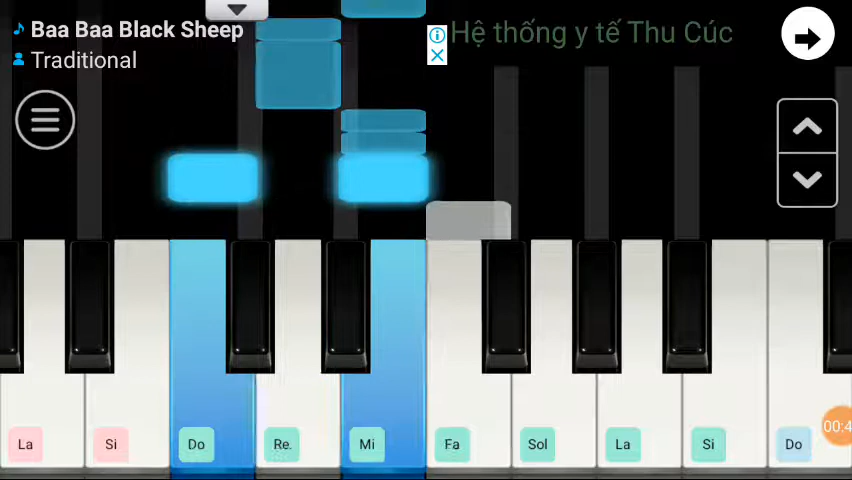 Baa Baa Black Sheep
Traditional
Hệ thống y tế Thu Cúc
La
Si
Do
Re.
Mi
Fa
Sol
La
Si
Do
00:4